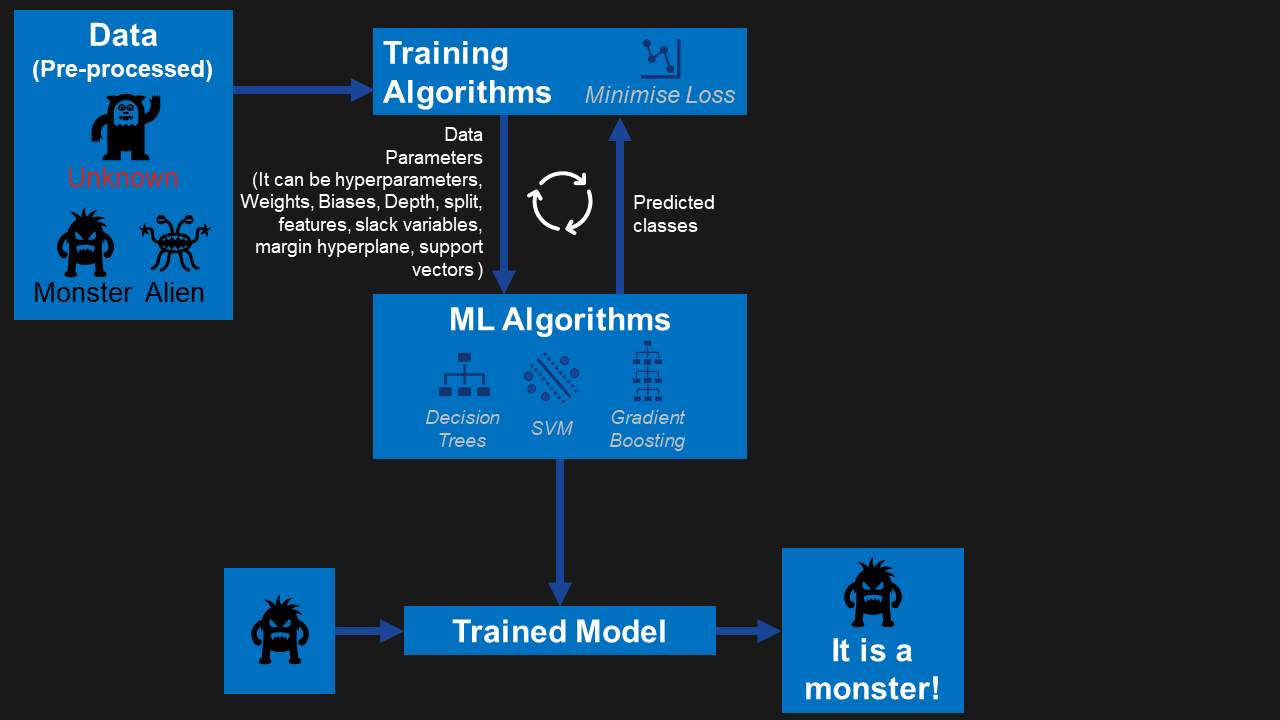 Data
(Pre-processed)
Unknown
Monster
Alien
Training
Algorithms
Minimise Loss
Data
Parameters
(It can be hyperparameters,
Weights, Biases, Depth, split,
features, slack variables,
margin hyperplane, support
vectors )
Predicted
classes
ML Algorithms
Decision
Trees
SVM
Gradient
Boosting
Trained Model
It is a
monster!